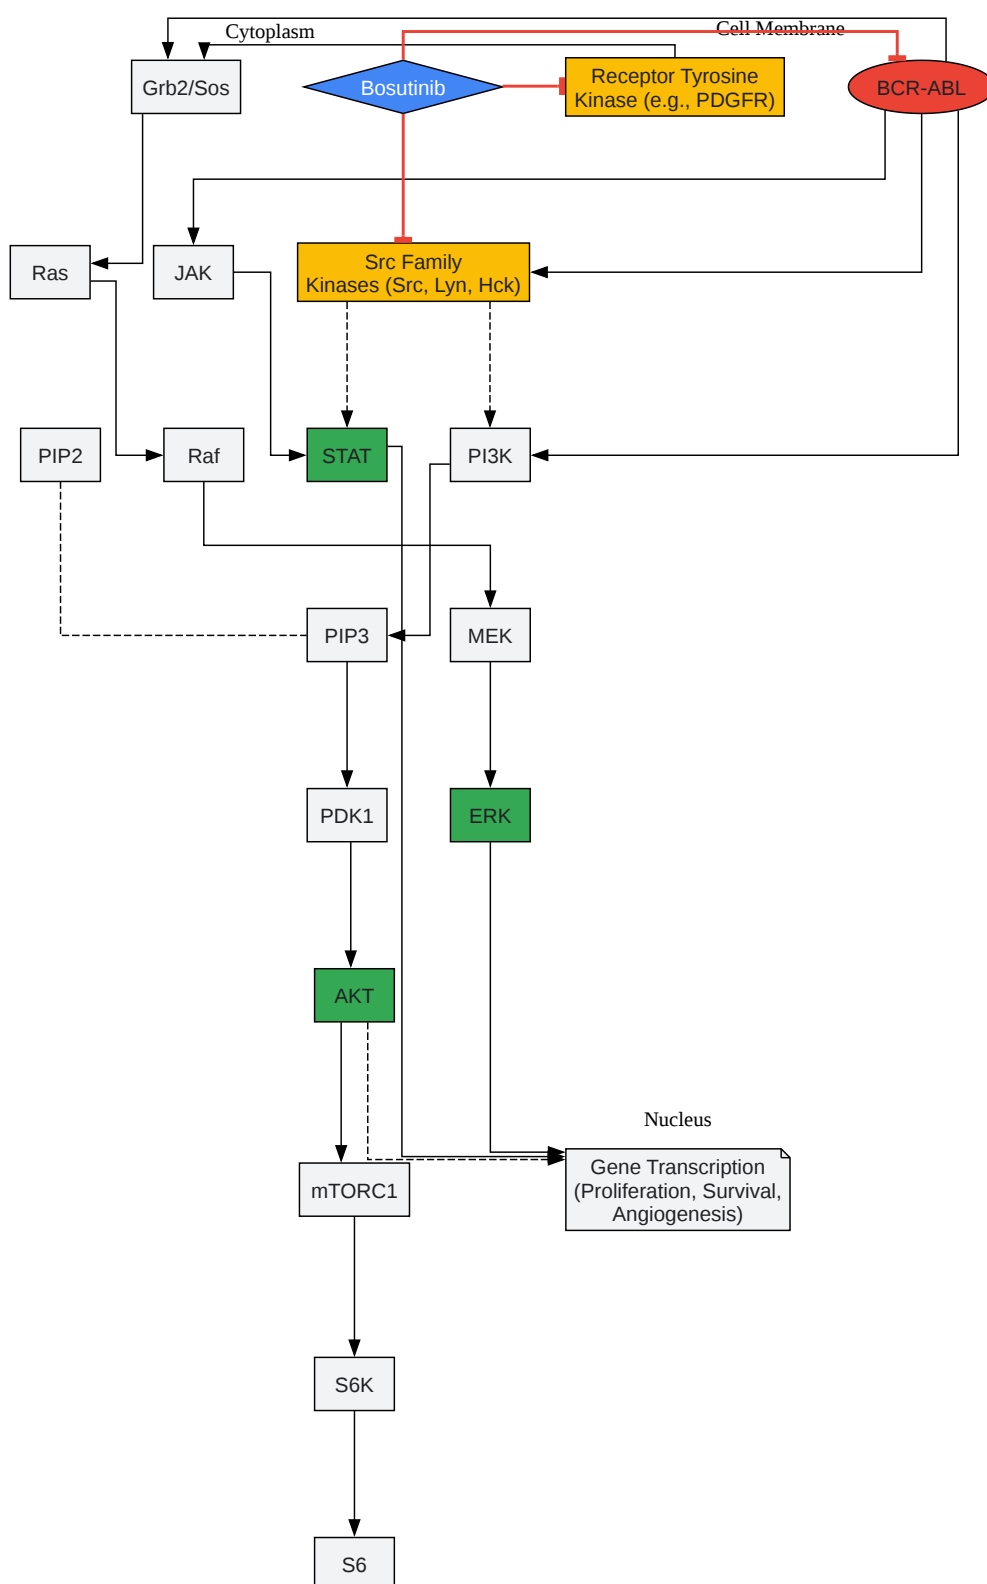 Cytoplasm
Cell Membrane
Grb2/Sos
Bosutinib
Receptor Tyrosine
Kinase (e.g., PDGFR)
BCR-ABL
Ras
JAK
Src Family
Kinases (Src, Lyn, Hck)
PIP2
Raf
STAT
PI3K
PIP3
MEK
PDK1
ERK
AKT
Nucleus
mTORC1
Gene Transcription
(Proliferation, Survival,
Angiogenesis)
S6K
S6